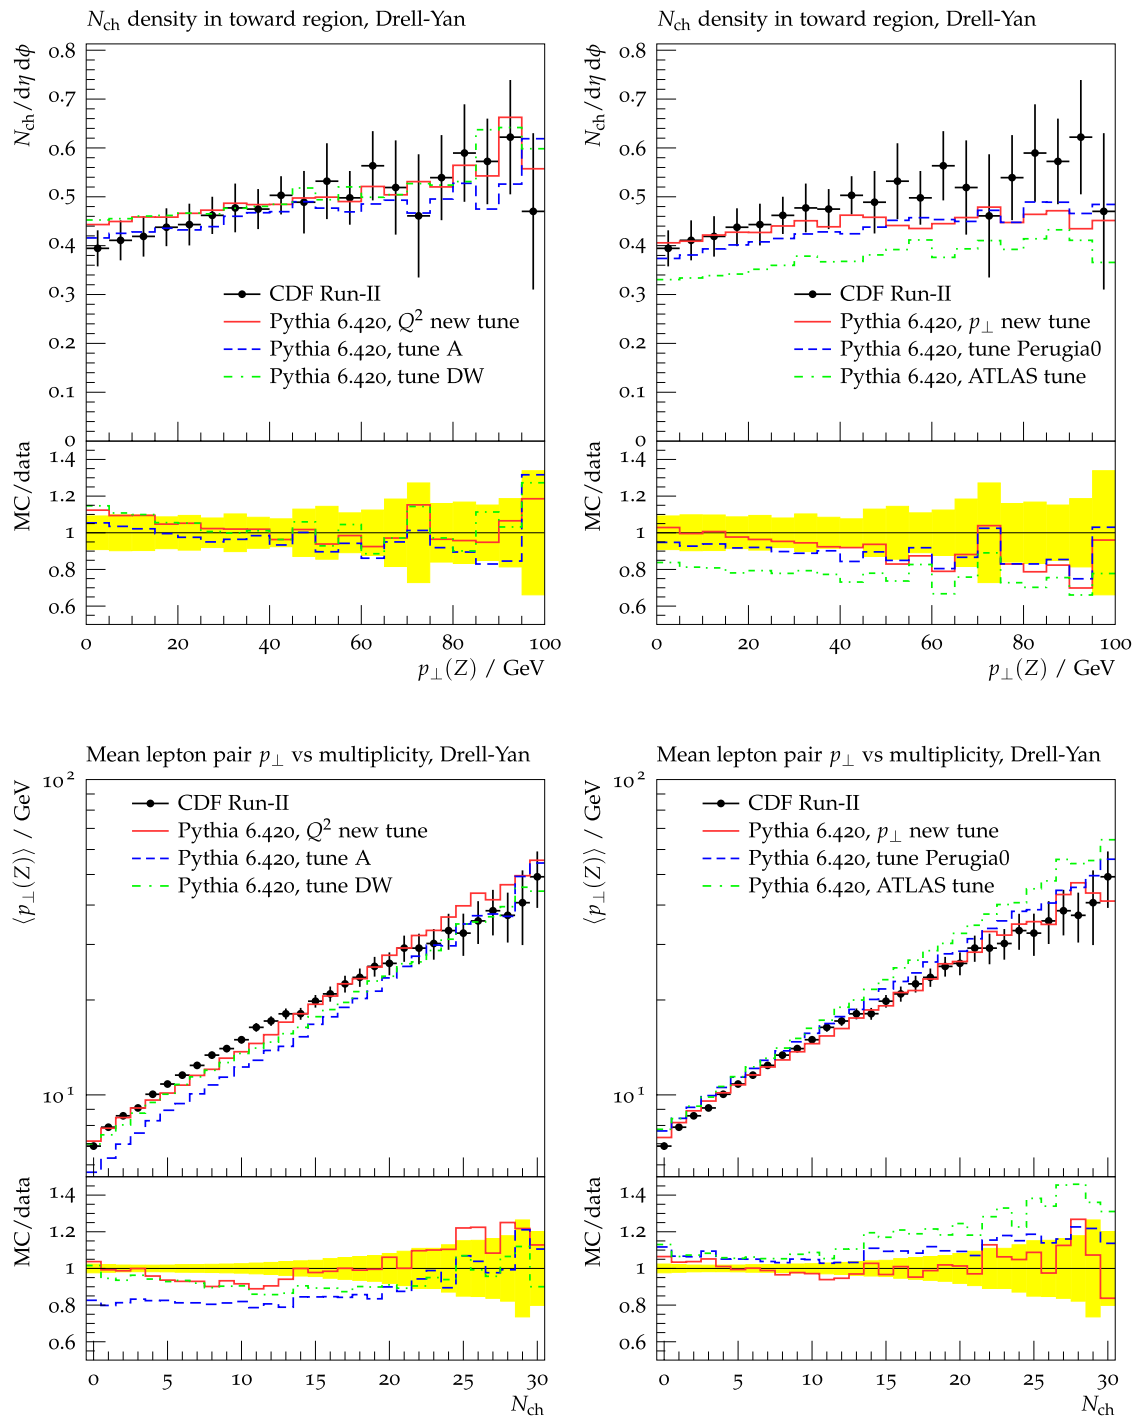 N_ch density in toward region, Drell-Yan
N_ch/dη dϕ
0.8
0.7
0.6
0.5
0.4
0.3
0.2
0.1
0
CDF Run-II
Pythia 6.420, Q² new tune
Pythia 6.420, tune A
Pythia 6.420, tune DW
MC/data
1.4
1.2
1
0.8
0.6
0 20 40 60 80 100
p⊥(Z) / GeV
N_ch density in toward region, Drell-Yan
N_ch/dη dϕ
0.8
0.7
0.6
0.5
0.4
0.3
0.2
0.1
0
CDF Run-II
Pythia 6.420, p⊥ new tune
Pythia 6.420, tune Perugia0
Pythia 6.420, ATLAS tune
MC/data
1.4
1.2
1
0.8
0.6
0 20 40 60 80 100
p⊥(Z) / GeV
Mean lepton pair p⊥ vs multiplicity, Drell-Yan
⟨p⊥(Z)⟩ / GeV
10²
10¹
CDF Run-II
Pythia 6.420, Q² new tune
Pythia 6.420, tune A
Pythia 6.420, tune DW
MC/data
1.4
1.2
1
0.8
0.6
0 5 10 15 20 25 30
N_ch
Mean lepton pair p⊥ vs multiplicity, Drell-Yan
⟨p⊥(Z)⟩ / GeV
10²
10¹
CDF Run-II
Pythia 6.420, p⊥ new tune
Pythia 6.420, tune Perugia0
Pythia 6.420, ATLAS tune
MC/data
1.4
1.2
1
0.8
0.6
0 5 10 15 20 25 30
N_ch